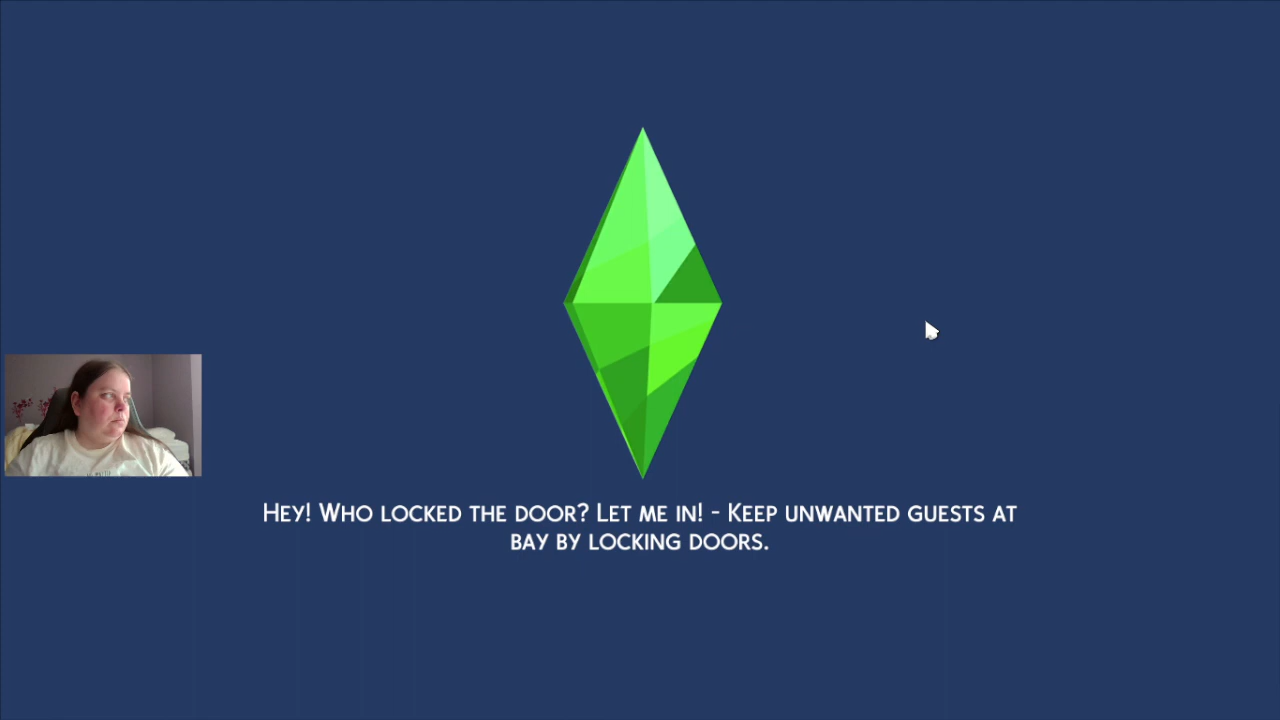 Hey! Who locked the door? Let me in! - Keep unwanted guests at
bay by locking doors.